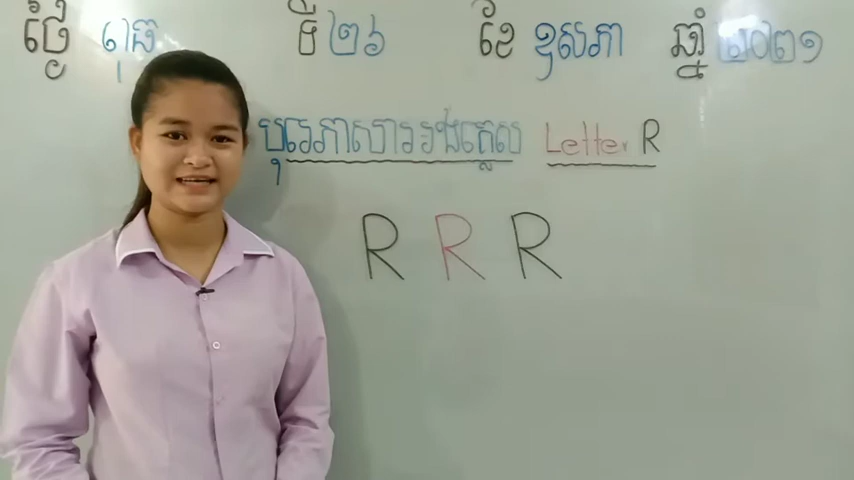 ថ្ងៃ ពុធ ទី ២៦ ខែ ឧសភា ឆ្នាំ ២០២១
បុរេភាសាអង់គ្លេស Letter R
R R R